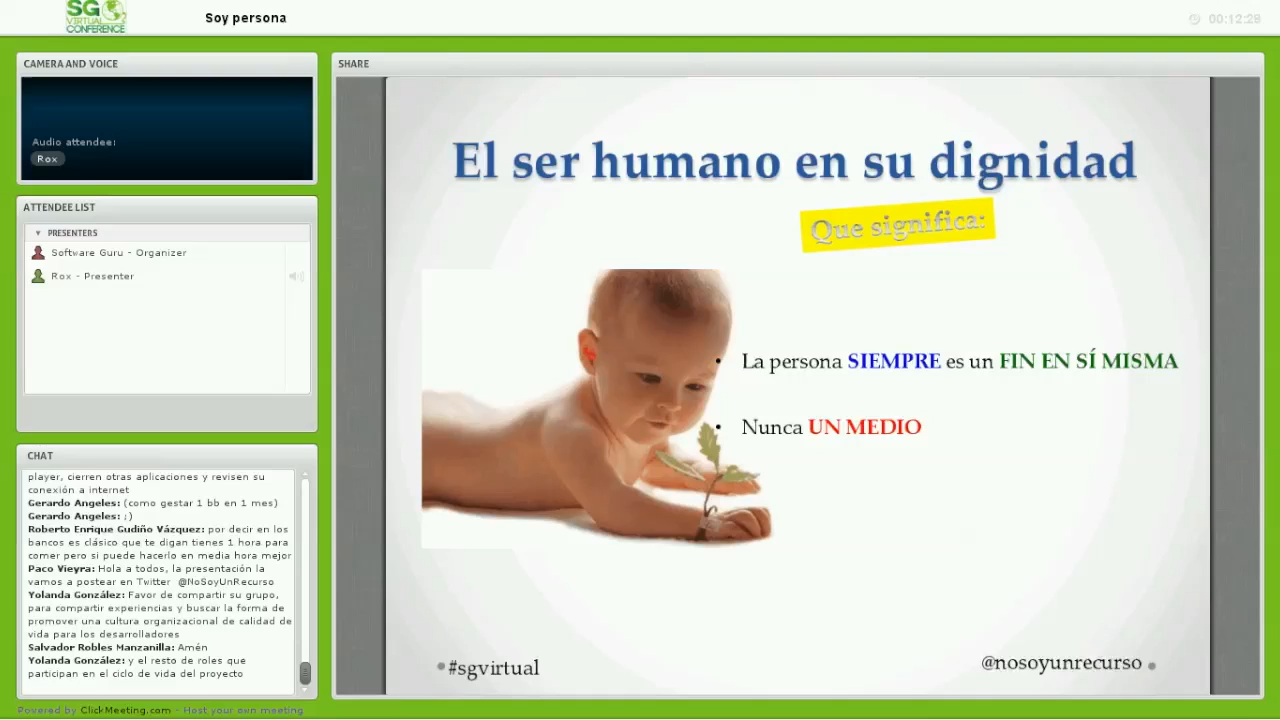 SG
VIRTUAL
CONFERENCE
Soy persona
00:12:28
CAMERA AND VOICE
Audio attendee:
Rox
ATTENDEE LIST
PRESENTERS
Software Guru - Organizer
Rox - Presenter
CHAT
player, cierren otras aplicaciones y revisen su
conexión a internet
Gerardo Angeles: (como gestar 1 bb en 1 mes)
Gerardo Angeles: ;)
Roberto Enrique Gudiño Vázquez: por decir en los
bancos es clásico que te digan tienes 1 hora para
comer pero si puede hacerlo en media hora mejor
Paco Vieyra: Hola a todos, la presentación la
vamos a postear en Twitter @NoSoyUnRecurso
Yolanda González: Favor de compartir su grupo,
para compartir experiencias y buscar la forma de
promover una cultura organizacional de calidad de
vida para los desarrolladores
Salvador Robles Manzanilla: Amén
Yolanda González: y el resto de roles que
participan en el ciclo de vida del proyecto
Powered by ClickMeeting.com - Host your own meeting
SHARE
El ser humano en su dignidad
Que significa:
• La persona SIEMPRE es un FIN EN SÍ MISMA
• Nunca UN MEDIO
#sgvirtual
@nosoyunrecurso